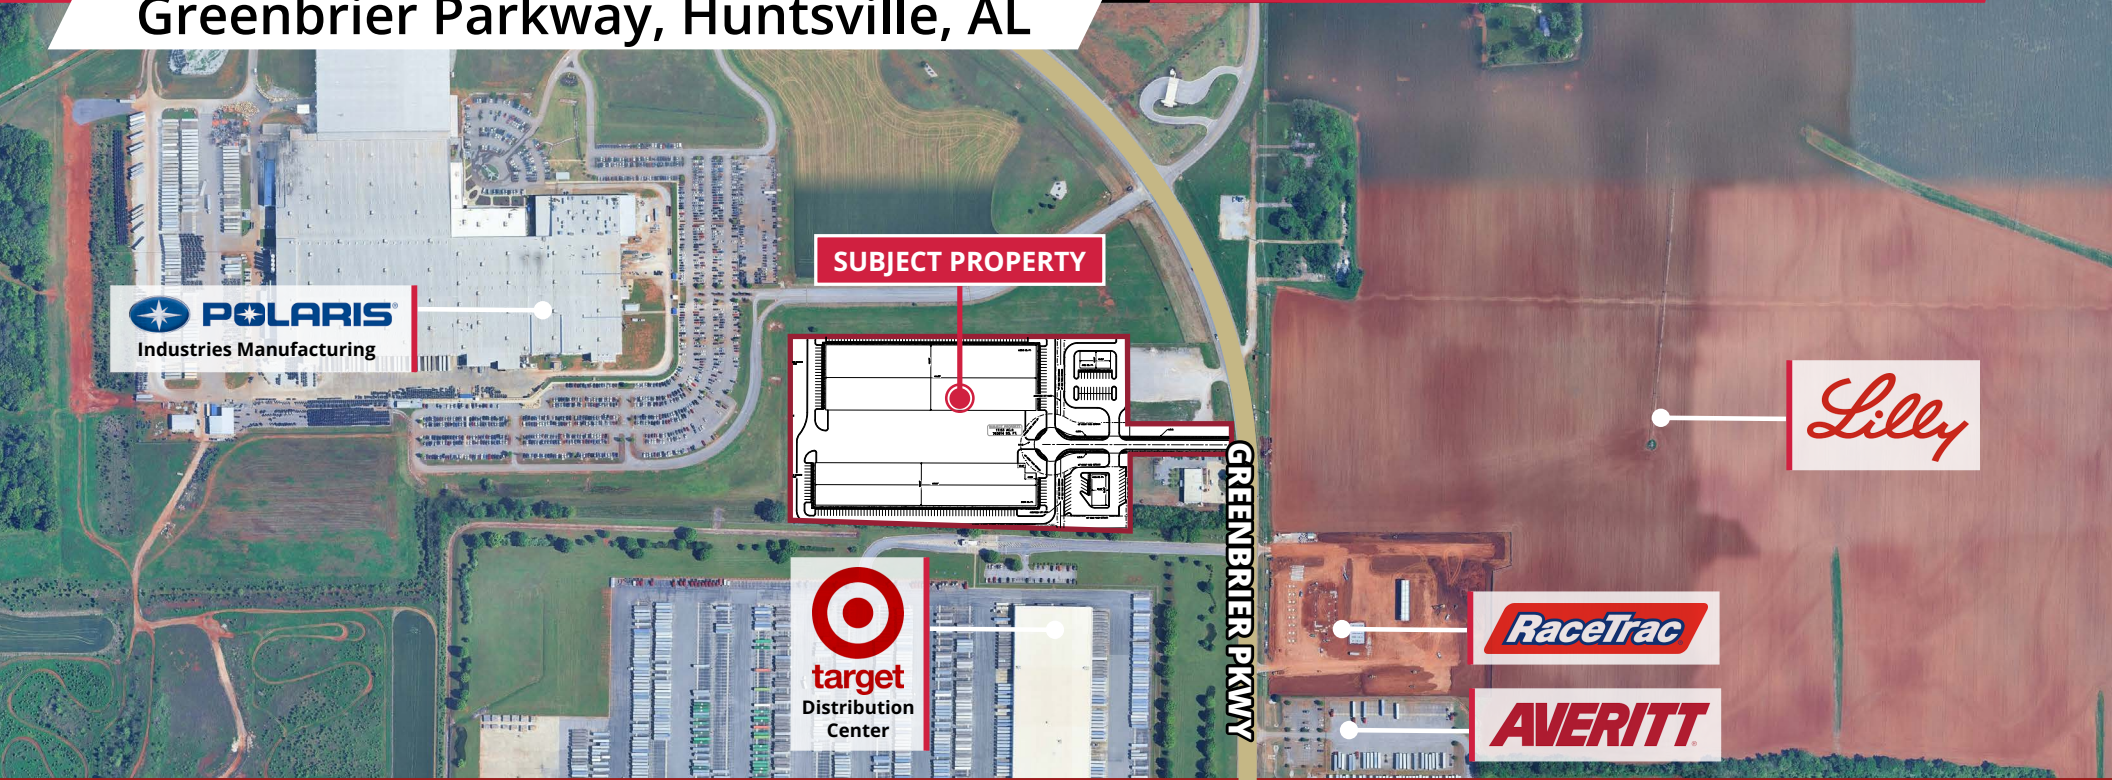 Greenbrier Parkway, Huntsville, AL
SUBJECT PROPERTY
POLARIS®
Industries Manufacturing
Lilly
GREENBRIER PKWY
target
Distribution
Center
RaceTrac
AVERITT